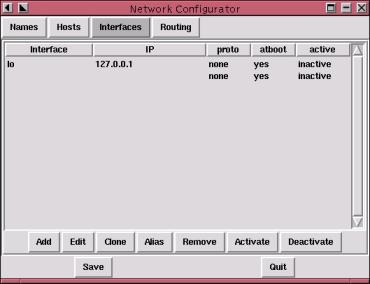 Network Configurator
Names Hosts Interfaces Routing
Interface IP proto atboot active
lo 127.0.0.1 none yes inactive
none yes inactive
Add Edit Clone Alias Remove Activate Deactivate
Save Quit